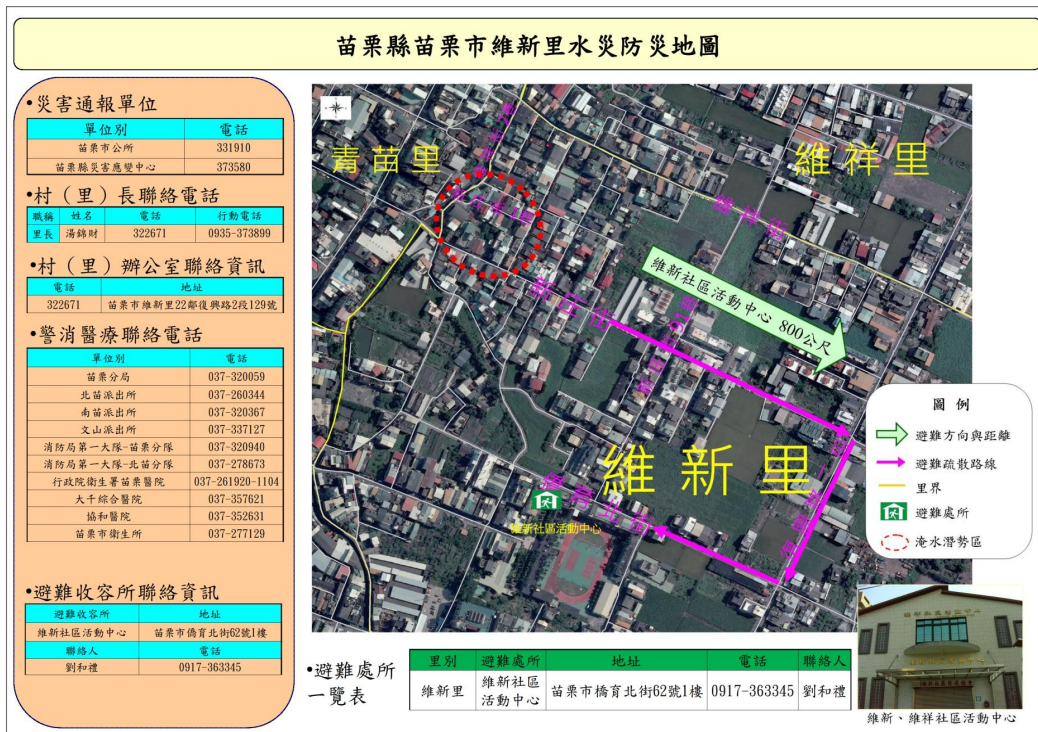 苗栗縣苗栗市維新里水災防災地圖
•災害通報單位
單位別 電話
苗栗市公所 331910
苗栗縣災害應變中心 373580
•村（里）長聯絡電話
職稱 姓名 電話 行動電話
里長 湯錦財 322671 0935-373899
•村（里）辦公室聯絡資訊
電話 地址
322671 苗栗市維新里22鄰復興路2段129號
•警消醫療聯絡電話
單位別 電話
苗栗分局 037-320059
北苗派出所 037-260344
南苗派出所 037-320367
文山派出所 037-337127
消防局第一大隊-苗栗分隊 037-320940
消防局第一大隊-北苗分隊 037-278673
行政院衛生署苗栗醫院 037-261920-1104
大千綜合醫院 037-357621
協和醫院 037-352631
苗栗市衛生所 037-277129
•避難收容所聯絡資訊
避難收容所 地址
維新社區活動中心 苗栗市僑育北街62號1樓
聯絡人 電話
劉和禮 0917-363345
青苗里
維祥里
維祥街
新庄街
維新社區活動中心 800公尺
維新里
維新社區活動中心
圖 例
避難方向與距離
避難疏散路線
里界
避難處所
淹水潛勢區
•避難處所
一覽表
里別 避難處所 地址 電話 聯絡人
維新里 維新社區
活動中心 苗栗市橋育北街62號1樓 0917-363345 劉和禮
維新、維祥社區活動中心